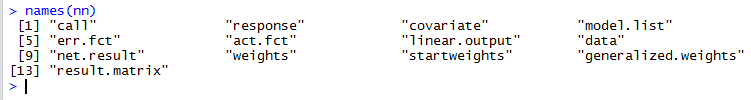 > names(nn)
 [1] "call"                "response"            "covariate"           "model.list"
 [5] "err.fct"             "act.fct"             "linear.output"       "data"
 [9] "net.result"          "weights"             "startweights"        "generalized.weights"
[13] "result.matrix"
>